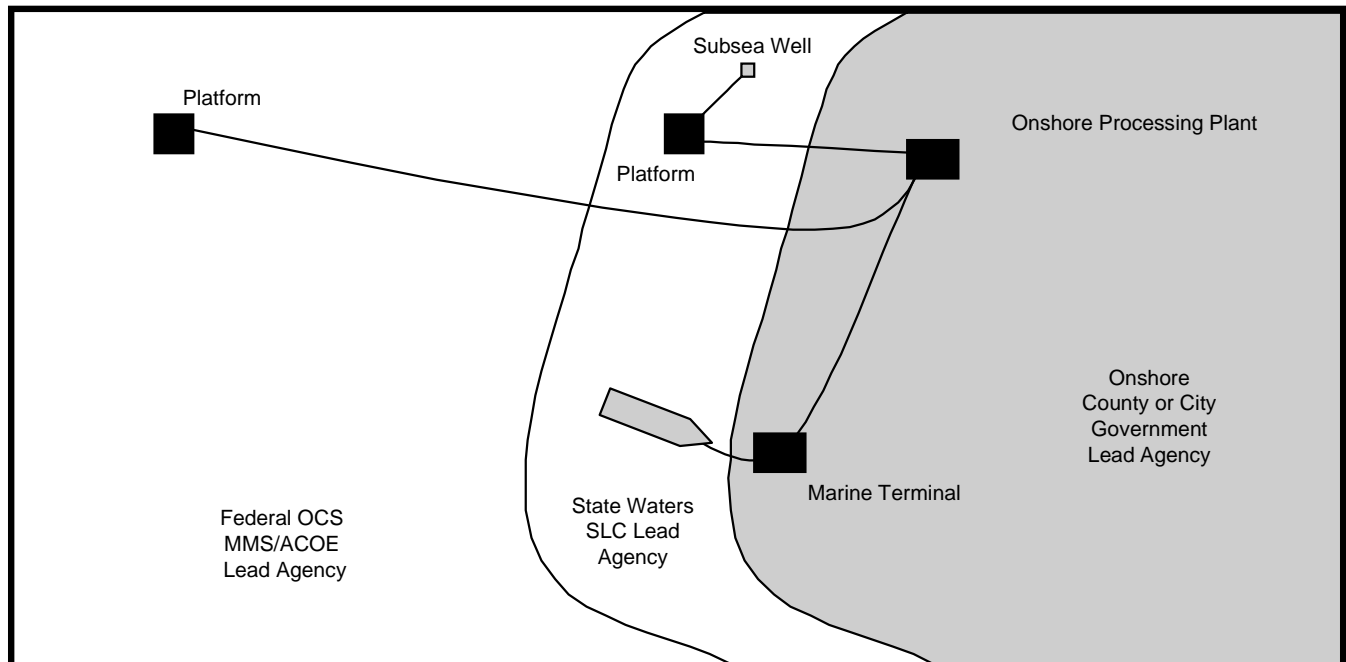 Subsea Well
Platform
Onshore Processing Plant
Platform
Onshore
County or City
Government
Lead Agency
Marine Terminal
State Waters
SLC Lead
Agency
Federal OCS
MMS/ACOE
Lead Agency